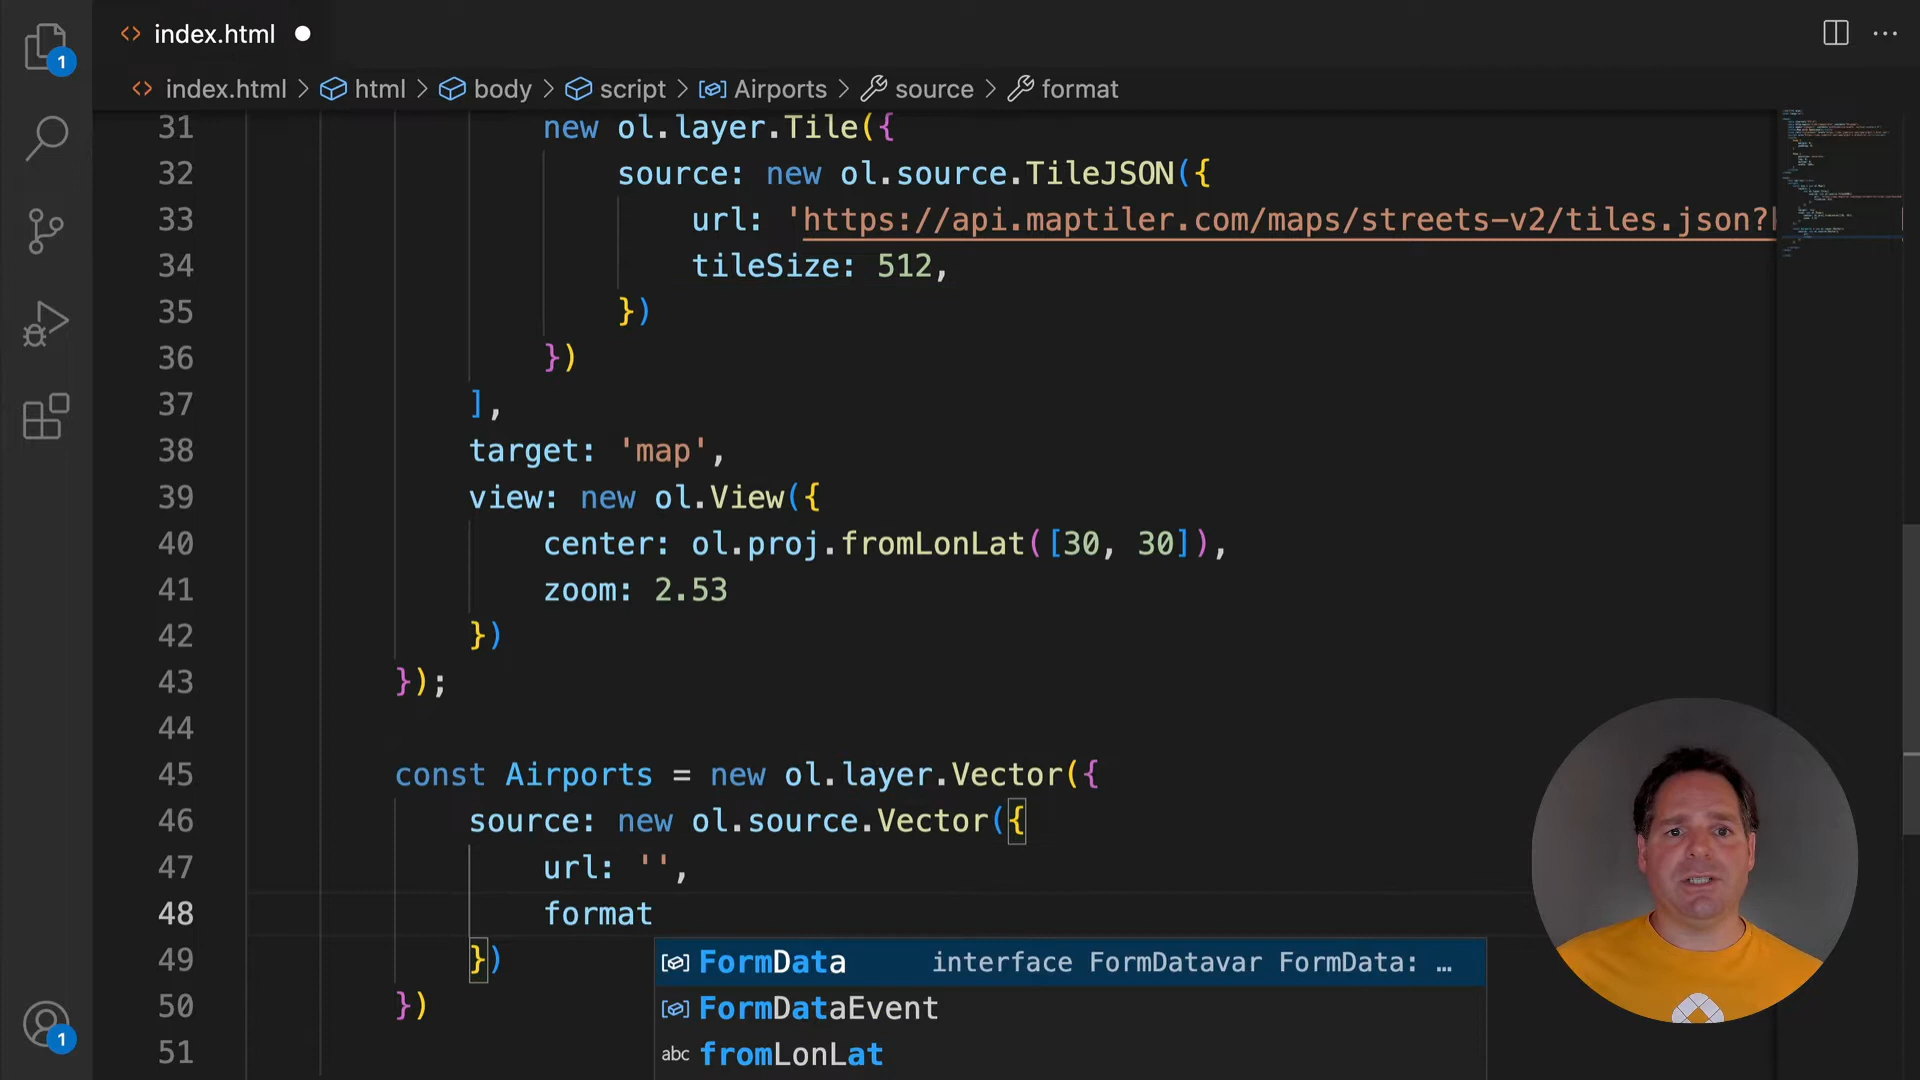 index.html
index.html > html > body > script > Airports > source > format
1
31 new ol.layer.Tile({
32 source: new ol.source.TileJSON({
33 url: 'https://api.maptiler.com/maps/streets-v2/tiles.json?
34 tileSize: 512,
35 })
36 })
37 ],
38 target: 'map',
39 view: new ol.View({
40 center: ol.proj.fromLonLat([30, 30]),
41 zoom: 2.53
42 })
43 });
44
45 const Airports = new ol.layer.Vector({
46 source: new ol.source.Vector({
47 url: '',
48 format
49 })
FormData interface FormDatavar FormData: …
50 })
FormDataEvent
51
abc fromLonLat
1